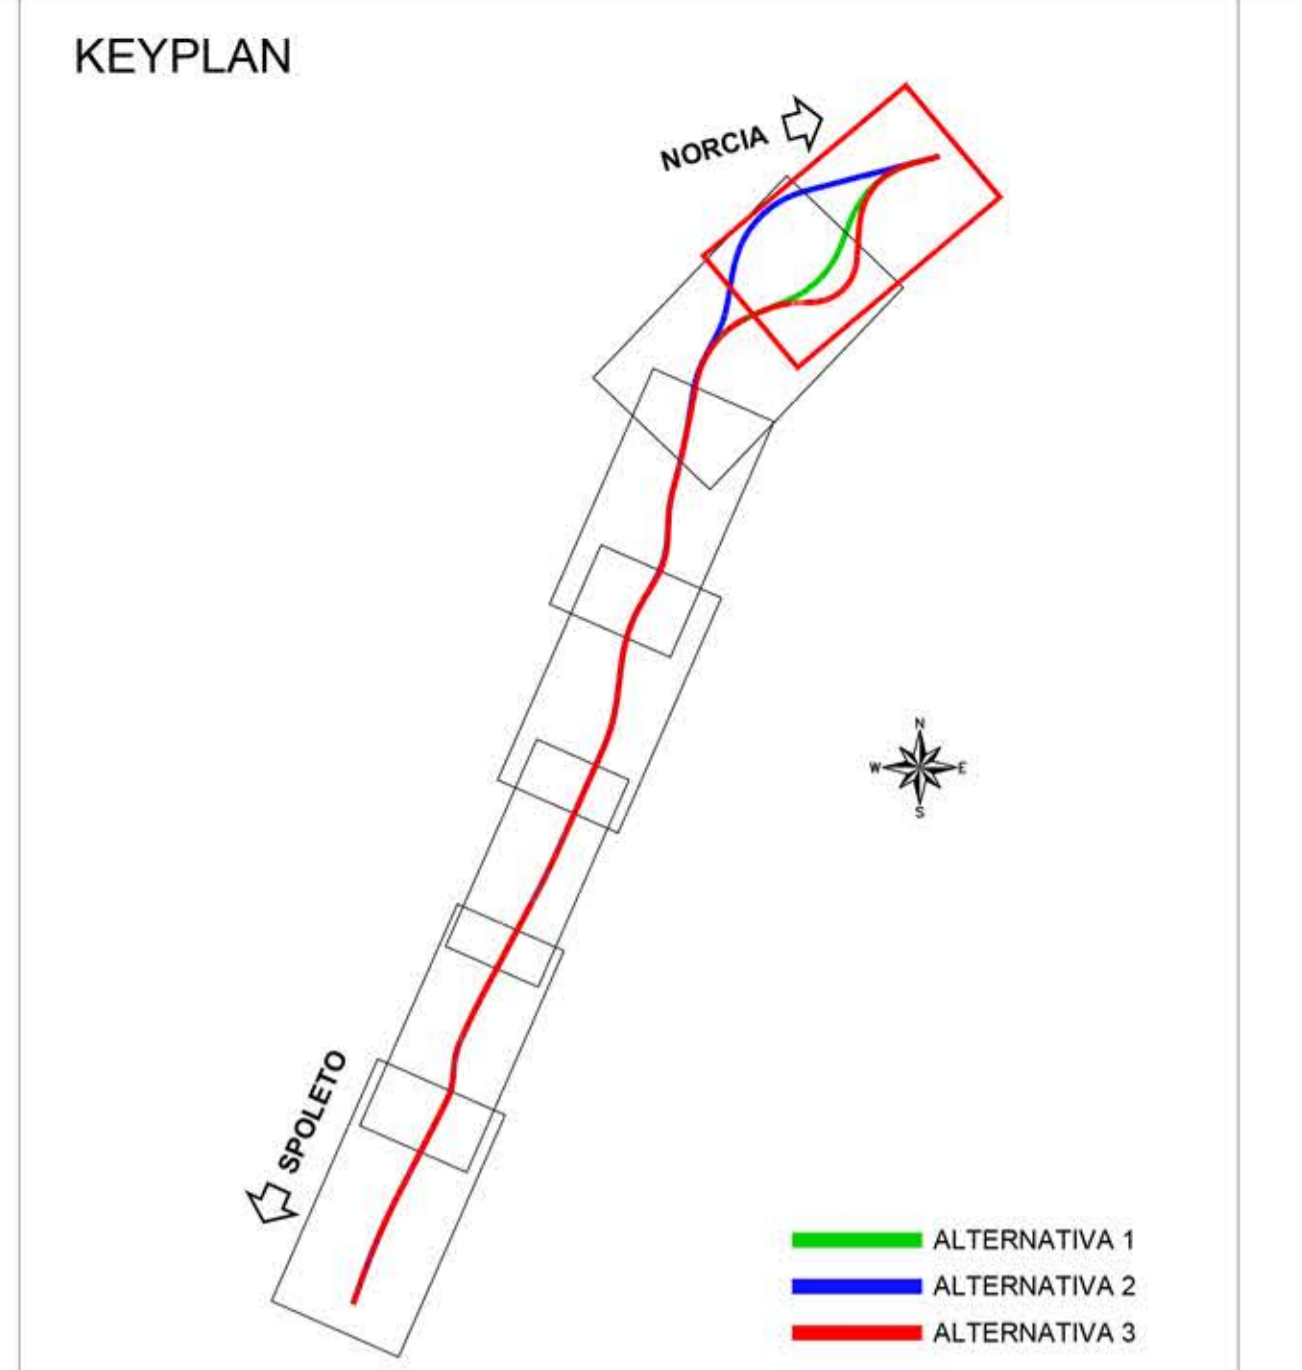 KEYPLAN
NORCIA
N
W E
S
SPOLETO
ALTERNATIVA 1
ALTERNATIVA 2
ALTERNATIVA 3